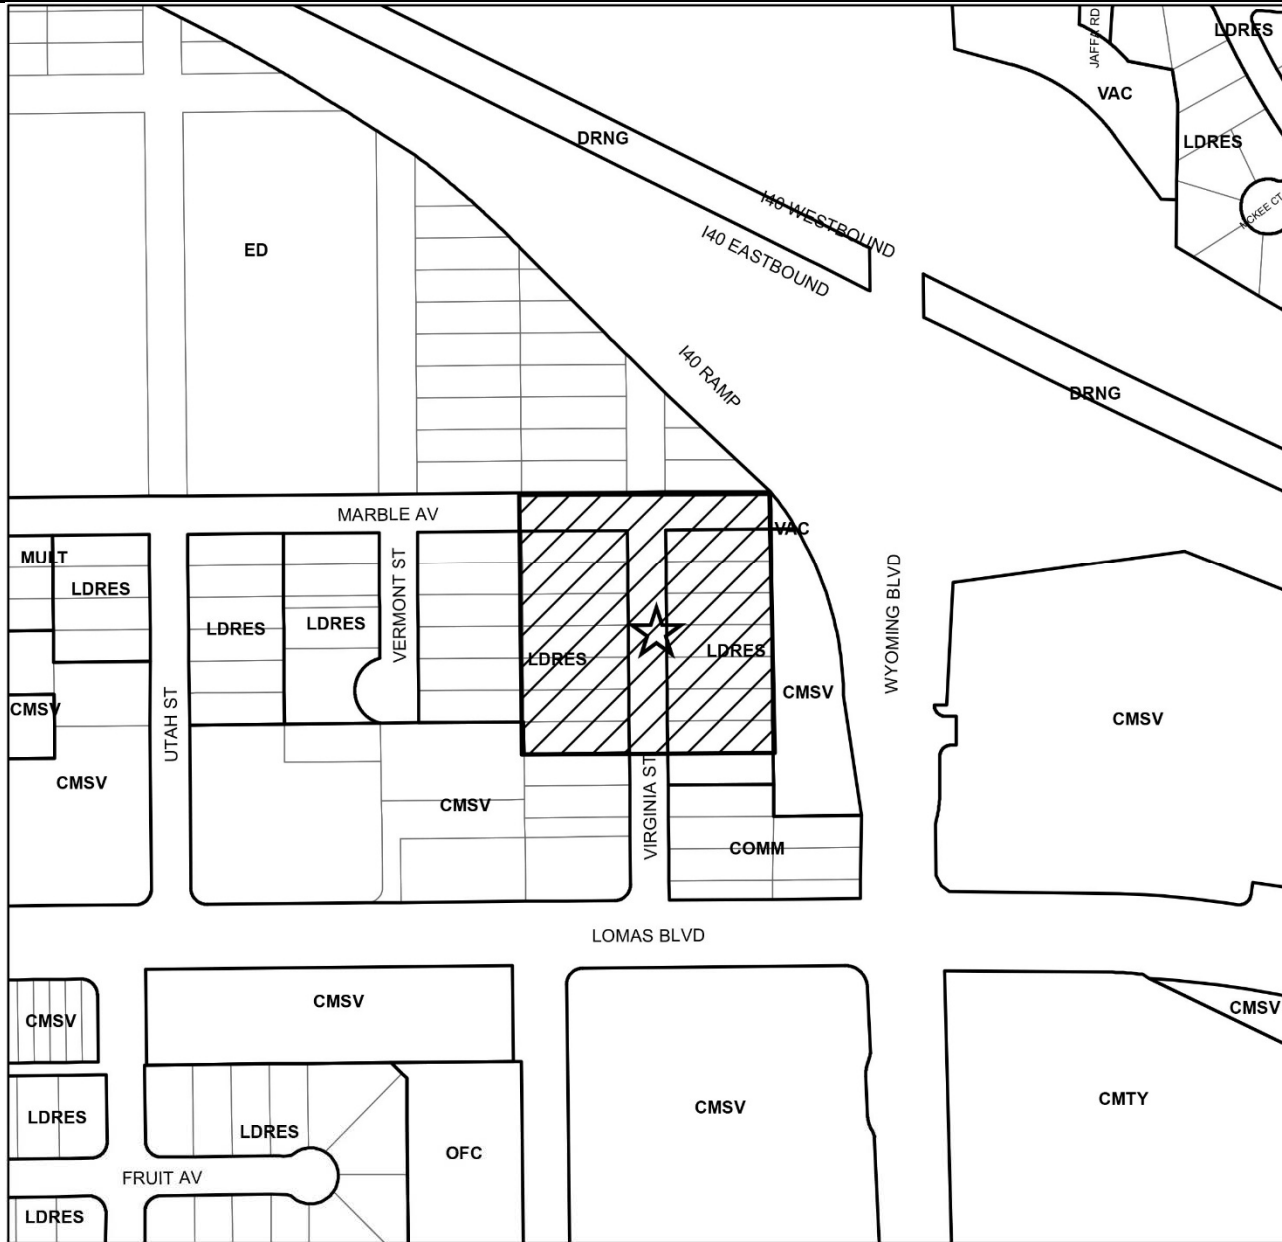 LDRES
JAFFA RD
VAC
DRNG
LDRES
I40 WESTBOUND
MCKEE CT
ED
I40 EASTBOUND
I40 RAMP
DRNG
MARBLE AV
VAC
MULT
LDRES
VERMONT ST
WYOMING BLVD
LDRES
LDRES
LDRES
LDRES
CMSV
CMSV
CMSV
UTAH ST
CMSV
CMSV
VIRGINIA ST
COMM
LOMAS BLVD
CMSV
CMSV
CMSV
LDRES
CMSV
CMTY
LDRES
OFC
FRUIT AV
LDRES